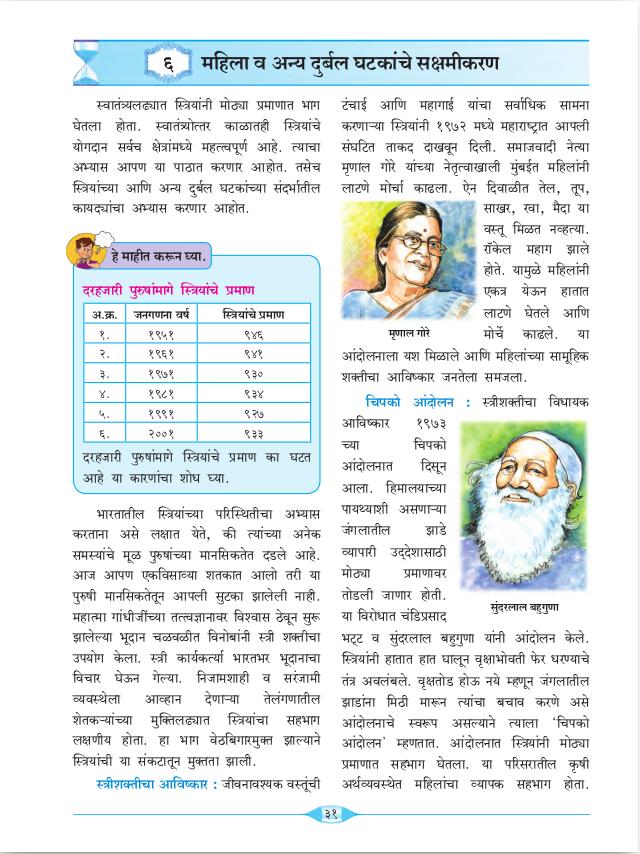 ६
महिला व अन्य दुर्बल घटकांचे सक्षमीकरण
स्वातंत्र्यलढ्यात स्त्रियांनी मोठ्या प्रमाणात भाग
घेतला होता. स्वातंत्र्योत्तर काळातही स्त्रियांचे
योगदान सर्वच क्षेत्रांमध्ये महत्त्वपूर्ण आहे. त्याचा
अभ्यास आपण या पाठात करणार आहोत. तसेच
स्त्रियांच्या आणि अन्य दुर्बल घटकांच्या संदर्भातील
कायद्यांचा अभ्यास करणार आहोत.
हे माहीत करून घ्या.
दरहजारी पुरुषांमागे स्त्रियांचे प्रमाण
अ.क्र. जनगणना वर्ष स्त्रियांचे प्रमाण
१. १९५१ ९४६
२. १९६१ ९४१
३. १९७१ ९३०
४. १९८१ ९३४
५. १९९१ ९२७
६. २००१ ९३३
दरहजारी पुरुषांमागे स्त्रियांचे प्रमाण का घटत
आहे या कारणांचा शोध घ्या.
भारतातील स्त्रियांच्या परिस्थितीचा अभ्यास
करताना असे लक्षात येते, की त्यांच्या अनेक
समस्यांचे मूळ पुरुषांच्या मानसिकतेत दडले आहे.
आज आपण एकविसाव्या शतकात आलो तरी या
पुरुषी मानसिकतेतून आपली सुटका झालेली नाही.
महात्मा गांधीजींच्या तत्त्वज्ञानावर विश्वास ठेवून सुरू
झालेल्या भूदान चळवळीत विनोबांनी स्त्री शक्तीचा
उपयोग केला. स्त्री कार्यकर्त्या भारतभर भूदानाचा
विचार घेऊन गेल्या. निजामशाही व सरंजामी
व्यवस्थेला आव्हान देणाऱ्या तेलंगणातील
शेतकऱ्यांच्या मुक्तिलढ्यात स्त्रियांचा सहभाग
लक्षणीय होता. हा भाग वेठबिगारमुक्त झाल्याने
स्त्रियांची या संकटातून मुक्तता झाली.
स्त्रीशक्तीचा आविष्कार : जीवनावश्यक वस्तूंची
टंचाई आणि महागाई यांचा सर्वाधिक सामना
करणाऱ्या स्त्रियांनी १९७२ मध्ये महाराष्ट्रात आपली
संघटित ताकद दाखवून दिली. समाजवादी नेत्या
मृणाल गोरे यांच्या नेतृत्वाखाली मुंबईत महिलांनी
लाटणे मोर्चा काढला. ऐन दिवाळीत तेल, तूप,
साखर, रवा, मैदा या
वस्तू मिळत नव्हत्या.
रॉकेल महाग झाले
होते. यामुळे महिलांनी
एकत्र येऊन हातात
लाटणे घेतले आणि
मोर्चे काढले. या
मृणाल गोरे
आंदोलनाला यश मिळाले आणि महिलांच्या सामूहिक
शक्तीचा आविष्कार जनतेला समजला.
चिपको आंदोलन : स्त्रीशक्तीचा विधायक
आविष्कार १९७३
च्या चिपको
आंदोलनात दिसून
आला. हिमालयाच्या
पायथ्याशी असणाऱ्या
जंगलातील झाडे
व्यापारी उद्देशासाठी
मोठ्या प्रमाणावर
तोडली जाणार होती.
या विरोधात चंडिप्रसाद
सुंदरलाल बहुगुणा
भट्ट व सुंदरलाल बहुगुणा यांनी आंदोलन केले.
स्त्रियांनी हातात हात घालून वृक्षाभोवती फेर धरण्याचे
तंत्र अवलंबले. वृक्षतोड होऊ नये म्हणून जंगलातील
झाडांना मिठी मारून त्यांचा बचाव करणे असे
आंदोलनाचे स्वरूप असल्याने त्याला ‘चिपको
आंदोलन’ म्हणतात. आंदोलनात स्त्रियांनी मोठ्या
प्रमाणात सहभाग घेतला. या परिसरातील कृषी
अर्थव्यवस्थेत महिलांचा व्यापक सहभाग होता.
३१